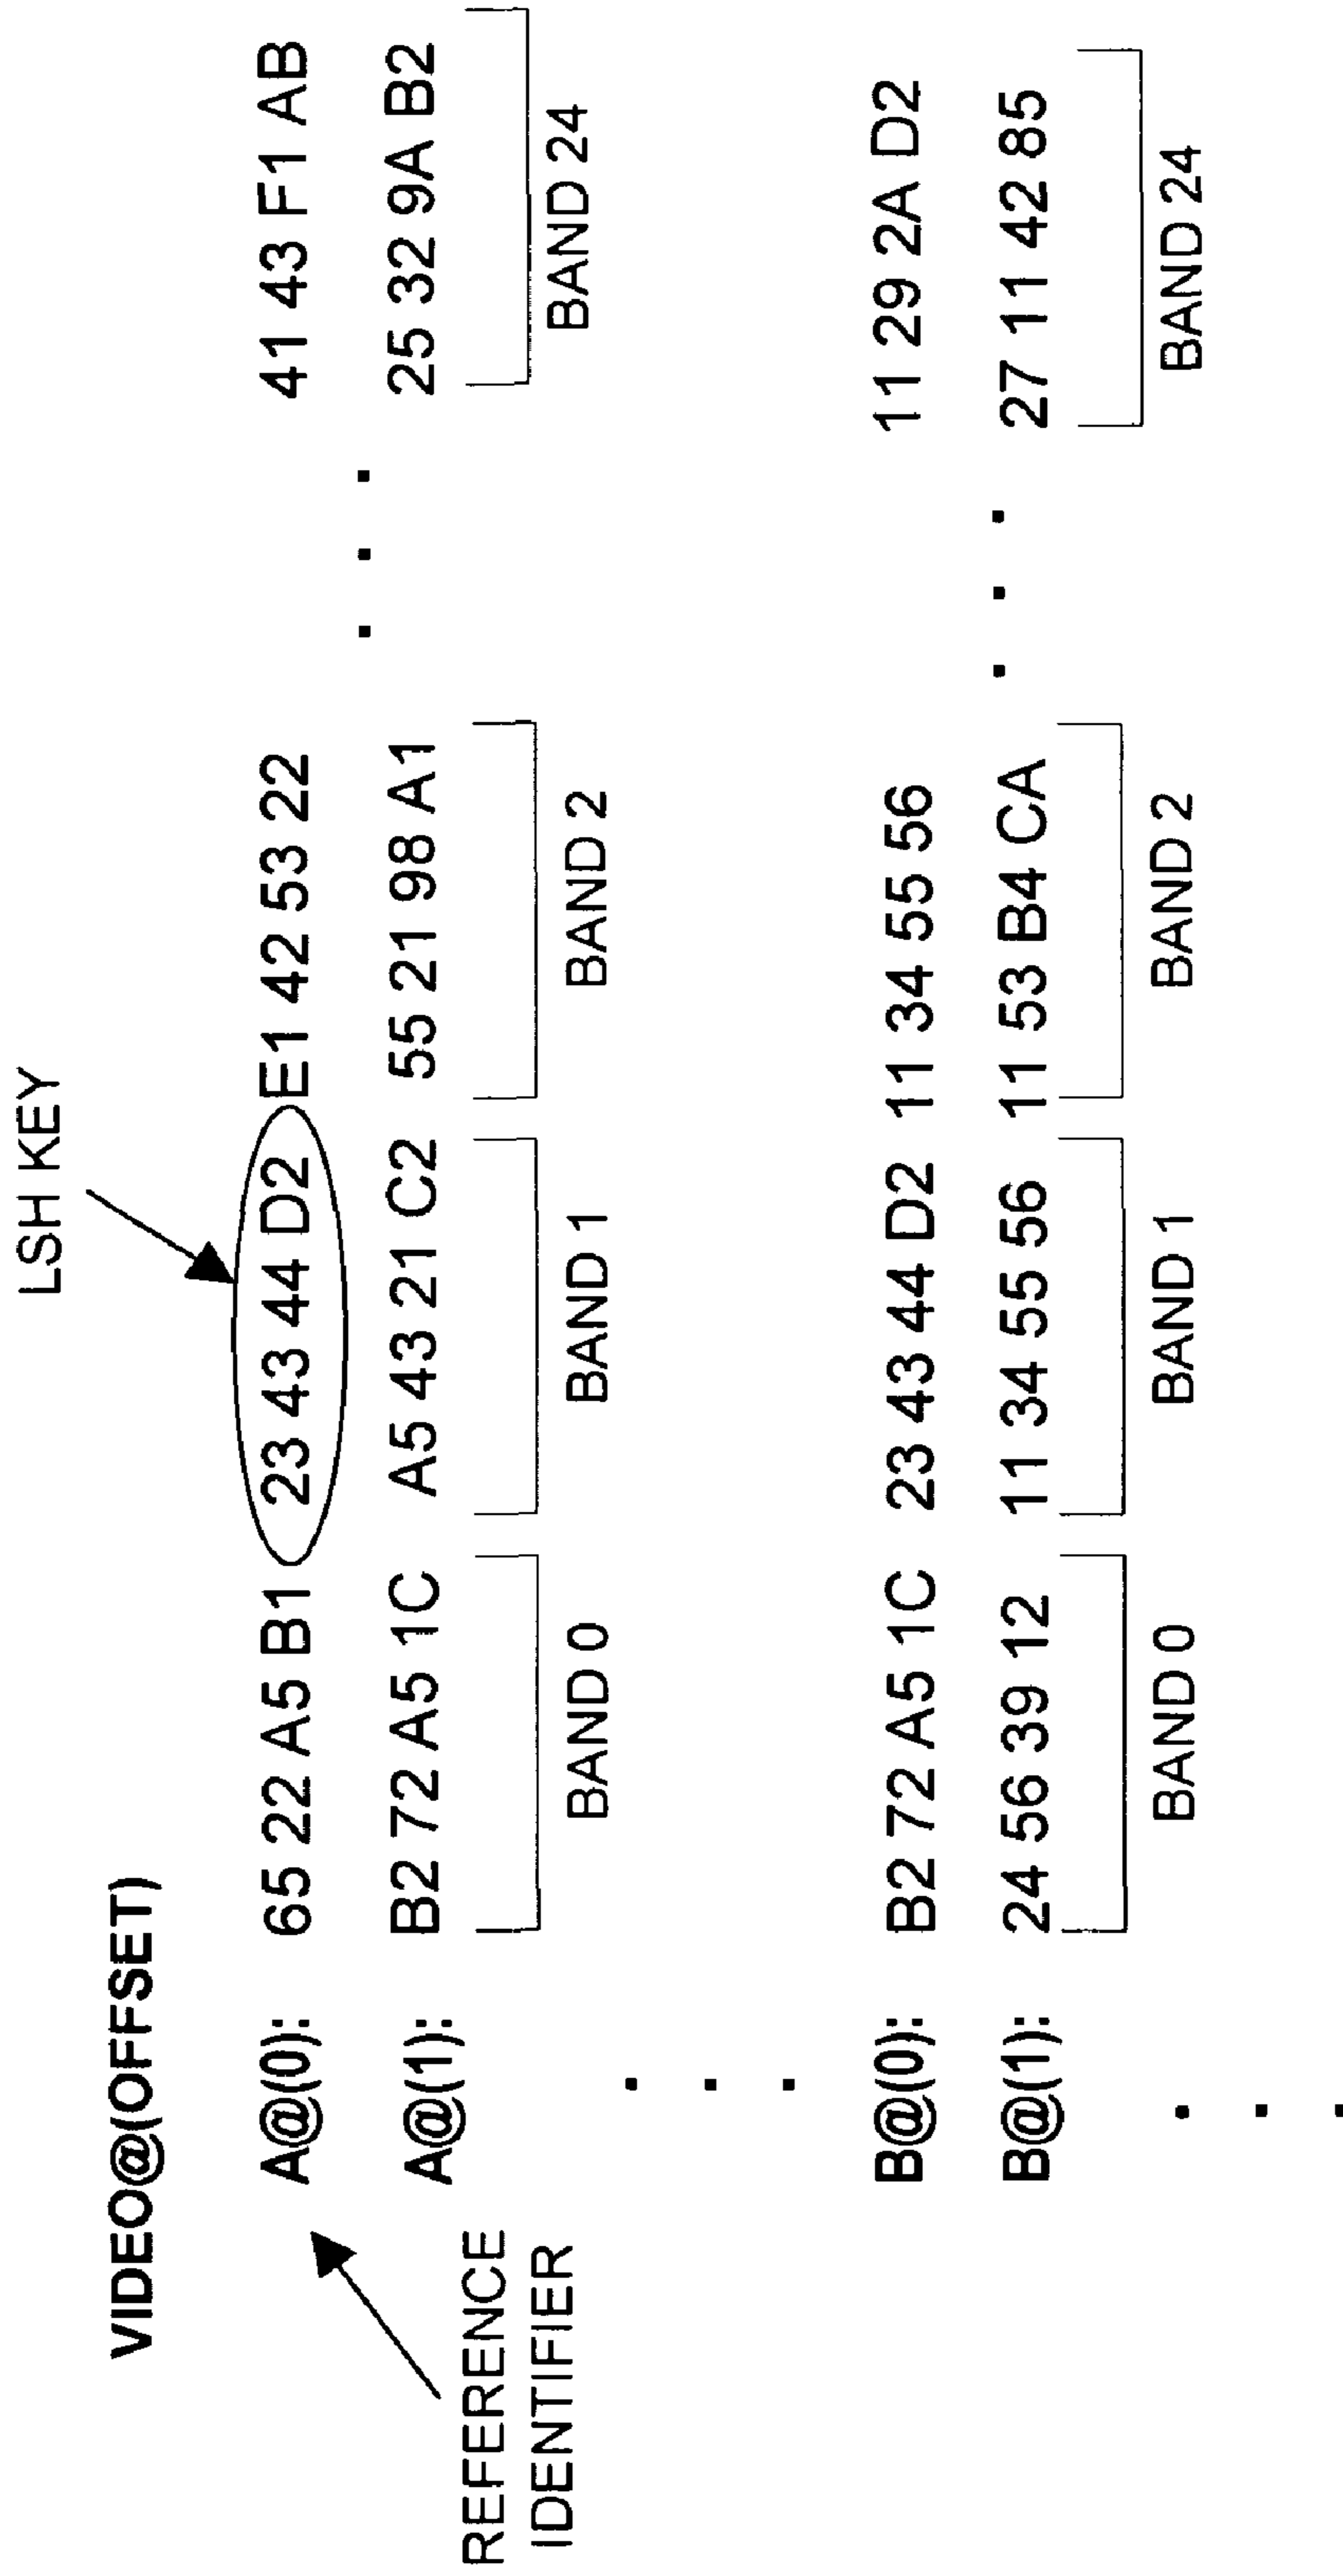 LSH KEY
VIDEO@(OFFSET)
A@(0): 65 22 A5 B1 23 43 44 D2 E1 42 53 22 41 43 F1 AB
A@(1): B2 72 A5 1C A5 43 21 C2 55 21 98 A1 . . . 25 32 9A B2
BAND 0 BAND 1 BAND 2 BAND 24
REFERENCE
IDENTIFIER
.
.
.
B@(0): B2 72 A5 1C 23 43 44 D2 11 34 55 56 11 29 2A D2
B@(1): 24 56 39 12 11 34 55 56 11 53 B4 CA . . . 27 11 42 85
BAND 0 BAND 1 BAND 2 BAND 24
.
.
.